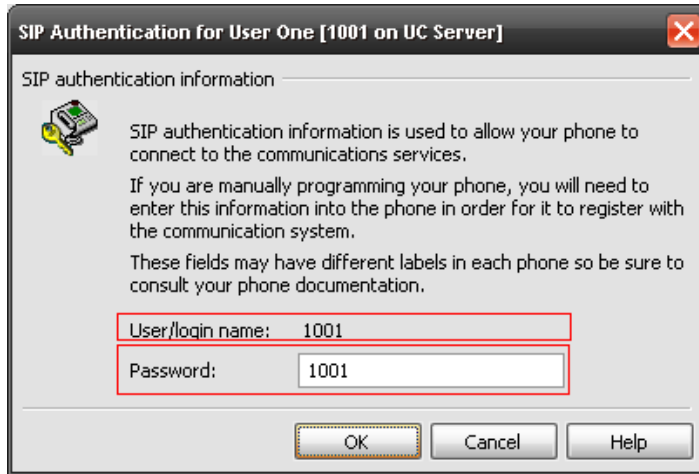 SIP Authentication for User One [1001 on UC Server]
SIP authentication information
SIP authentication information is used to allow your phone to
connect to the communications services.
If you are manually programming your phone, you will need to
enter this information into the phone in order for it to register with
the communication system.
These fields may have different labels in each phone so be sure to
consult your phone documentation.
User/login name: 1001
Password: 1001
OK Cancel Help